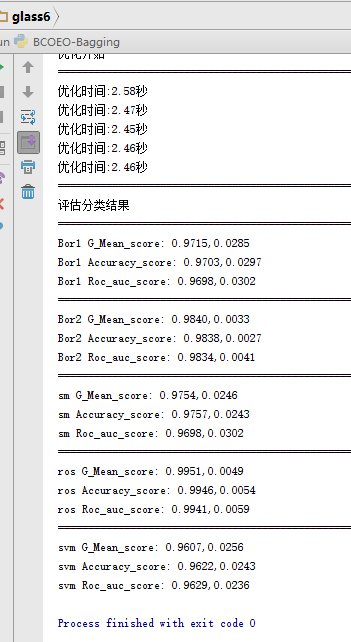 glass6
un BCOEO-Bagging
优化开始
优化时间:2.58秒
优化时间:2.47秒
优化时间:2.45秒
优化时间:2.46秒
优化时间:2.46秒
评估分类结果
Bor1 G_Mean_score: 0.9715,0.0285
Bor1 Accuracy_score: 0.9703,0.0297
Bor1 Roc_auc_score: 0.9698,0.0302
Bor2 G_Mean_score: 0.9840,0.0033
Bor2 Accuracy_score: 0.9838,0.0027
Bor2 Roc_auc_score: 0.9834,0.0041
sm G_Mean_score: 0.9754,0.0246
sm Accuracy_score: 0.9757,0.0243
sm Roc_auc_score: 0.9698,0.0302
ros G_Mean_score: 0.9951,0.0049
ros Accuracy_score: 0.9946,0.0054
ros Roc_auc_score: 0.9941,0.0059
svm G_Mean_score: 0.9607,0.0256
svm Accuracy_score: 0.9622,0.0243
svm Roc_auc_score: 0.9629,0.0236
Process finished with exit code 0